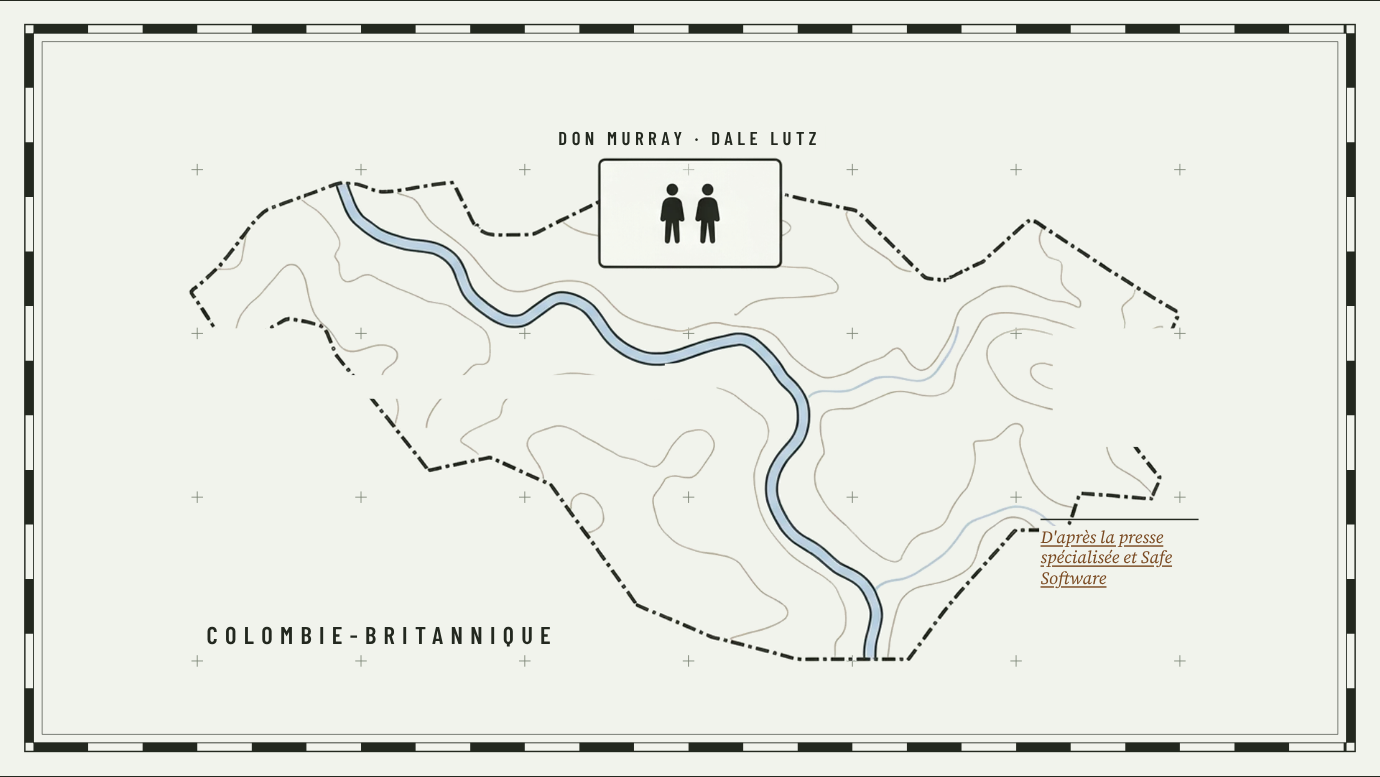 DON MURRAY · DALE LUTZ
D'après la presse
spécialisée et Safe
Software
COLOMBIE-BRITANNIQUE